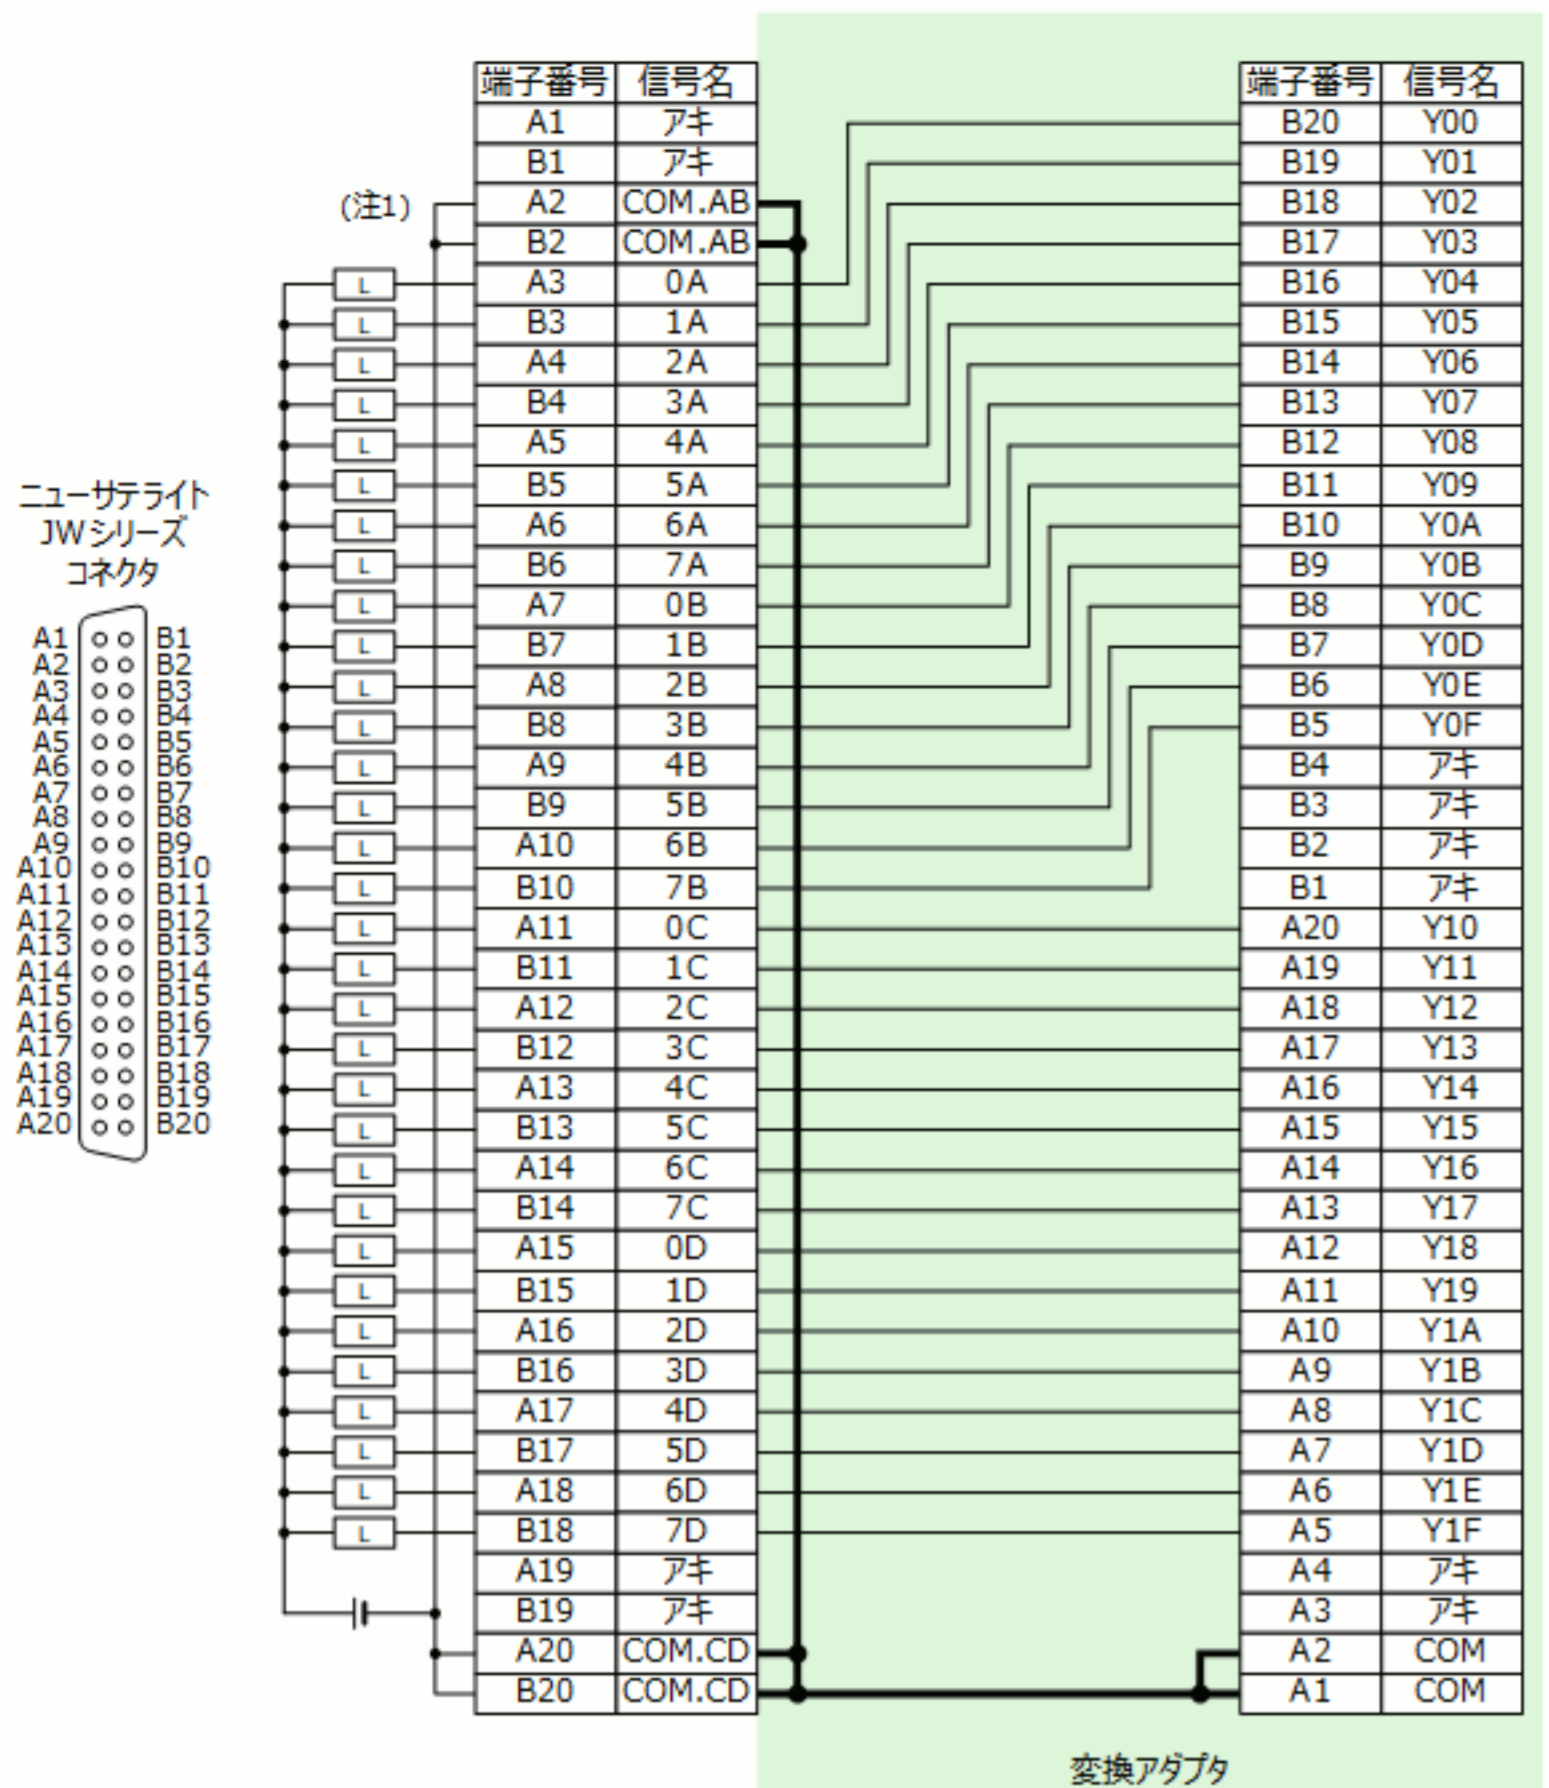 端子番号 信号名
A1 アキ
B1 アキ
(注1) A2 COM.AB
B2 COM.AB
L A3 0A
L B3 1A
L A4 2A
L B4 3A
L A5 4A
L B5 5A
L A6 6A
L B6 7A
L A7 0B
L B7 1B
L A8 2B
L B8 3B
L A9 4B
L B9 5B
L A10 6B
L B10 7B
L A11 0C
L B11 1C
L A12 2C
L B12 3C
L A13 4C
L B13 5C
L A14 6C
L B14 7C
L A15 0D
L B15 1D
L A16 2D
L B16 3D
L A17 4D
L B17 5D
L A18 6D
L B18 7D
A19 アキ
B19 アキ
A20 COM.CD
B20 COM.CD
端子番号 信号名
B20 Y00
B19 Y01
B18 Y02
B17 Y03
B16 Y04
B15 Y05
B14 Y06
B13 Y07
B12 Y08
B11 Y09
B10 Y0A
B9 Y0B
B8 Y0C
B7 Y0D
B6 Y0E
B5 Y0F
B4 アキ
B3 アキ
B2 アキ
B1 アキ
A20 Y10
A19 Y11
A18 Y12
A17 Y13
A16 Y14
A15 Y15
A14 Y16
A13 Y17
A12 Y18
A11 Y19
A10 Y1A
A9 Y1B
A8 Y1C
A7 Y1D
A6 Y1E
A5 Y1F
A4 アキ
A3 アキ
A2 COM
A1 COM
変換アダプタ
ニューサテライト
JWシリーズ
コネクタ
A1 B1
A2 B2
A3 B3
A4 B4
A5 B5
A6 B6
A7 B7
A8 B8
A9 B9
A10 B10
A11 B11
A12 B12
A13 B13
A14 B14
A15 B15
A16 B16
A17 B17
A18 B18
A19 B19
A20 B20